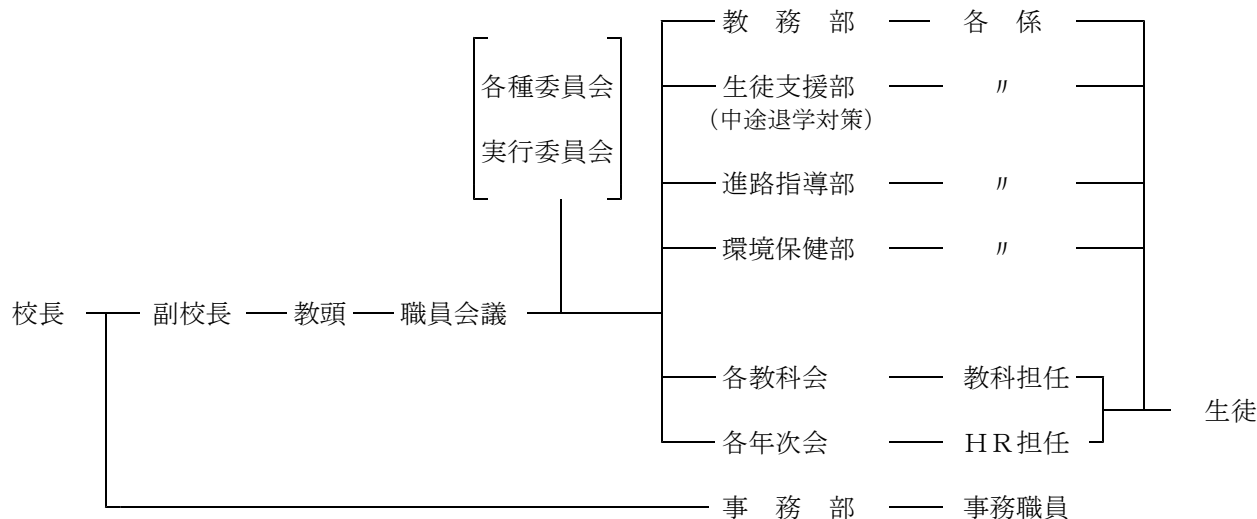 教　務　部　各　係
各種委員会　生徒支援部　〃
（中途退学対策）
実行委員会
進路指導部　〃
環境保健部　〃
校長　副校長　教頭　職員会議
各教科会　教科担任
生徒
各年次会　ＨＲ担任
事　務　部　事務職員